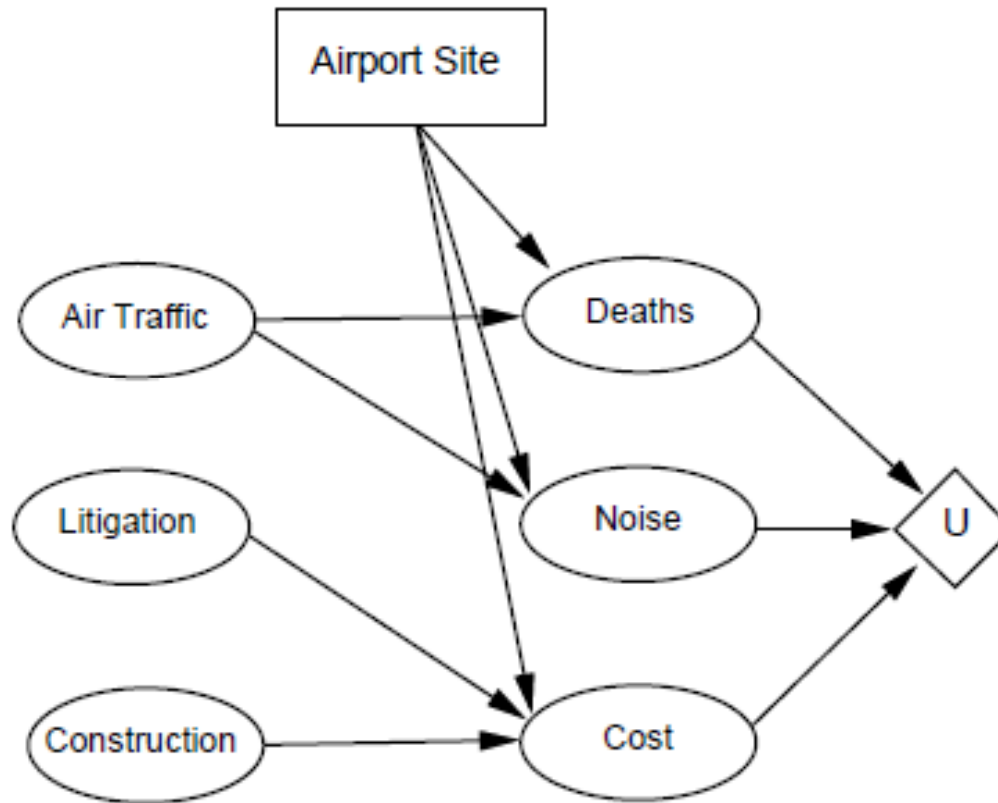 Airport Site
Air Traffic
Deaths
Litigation
Noise
U
Construction
Cost